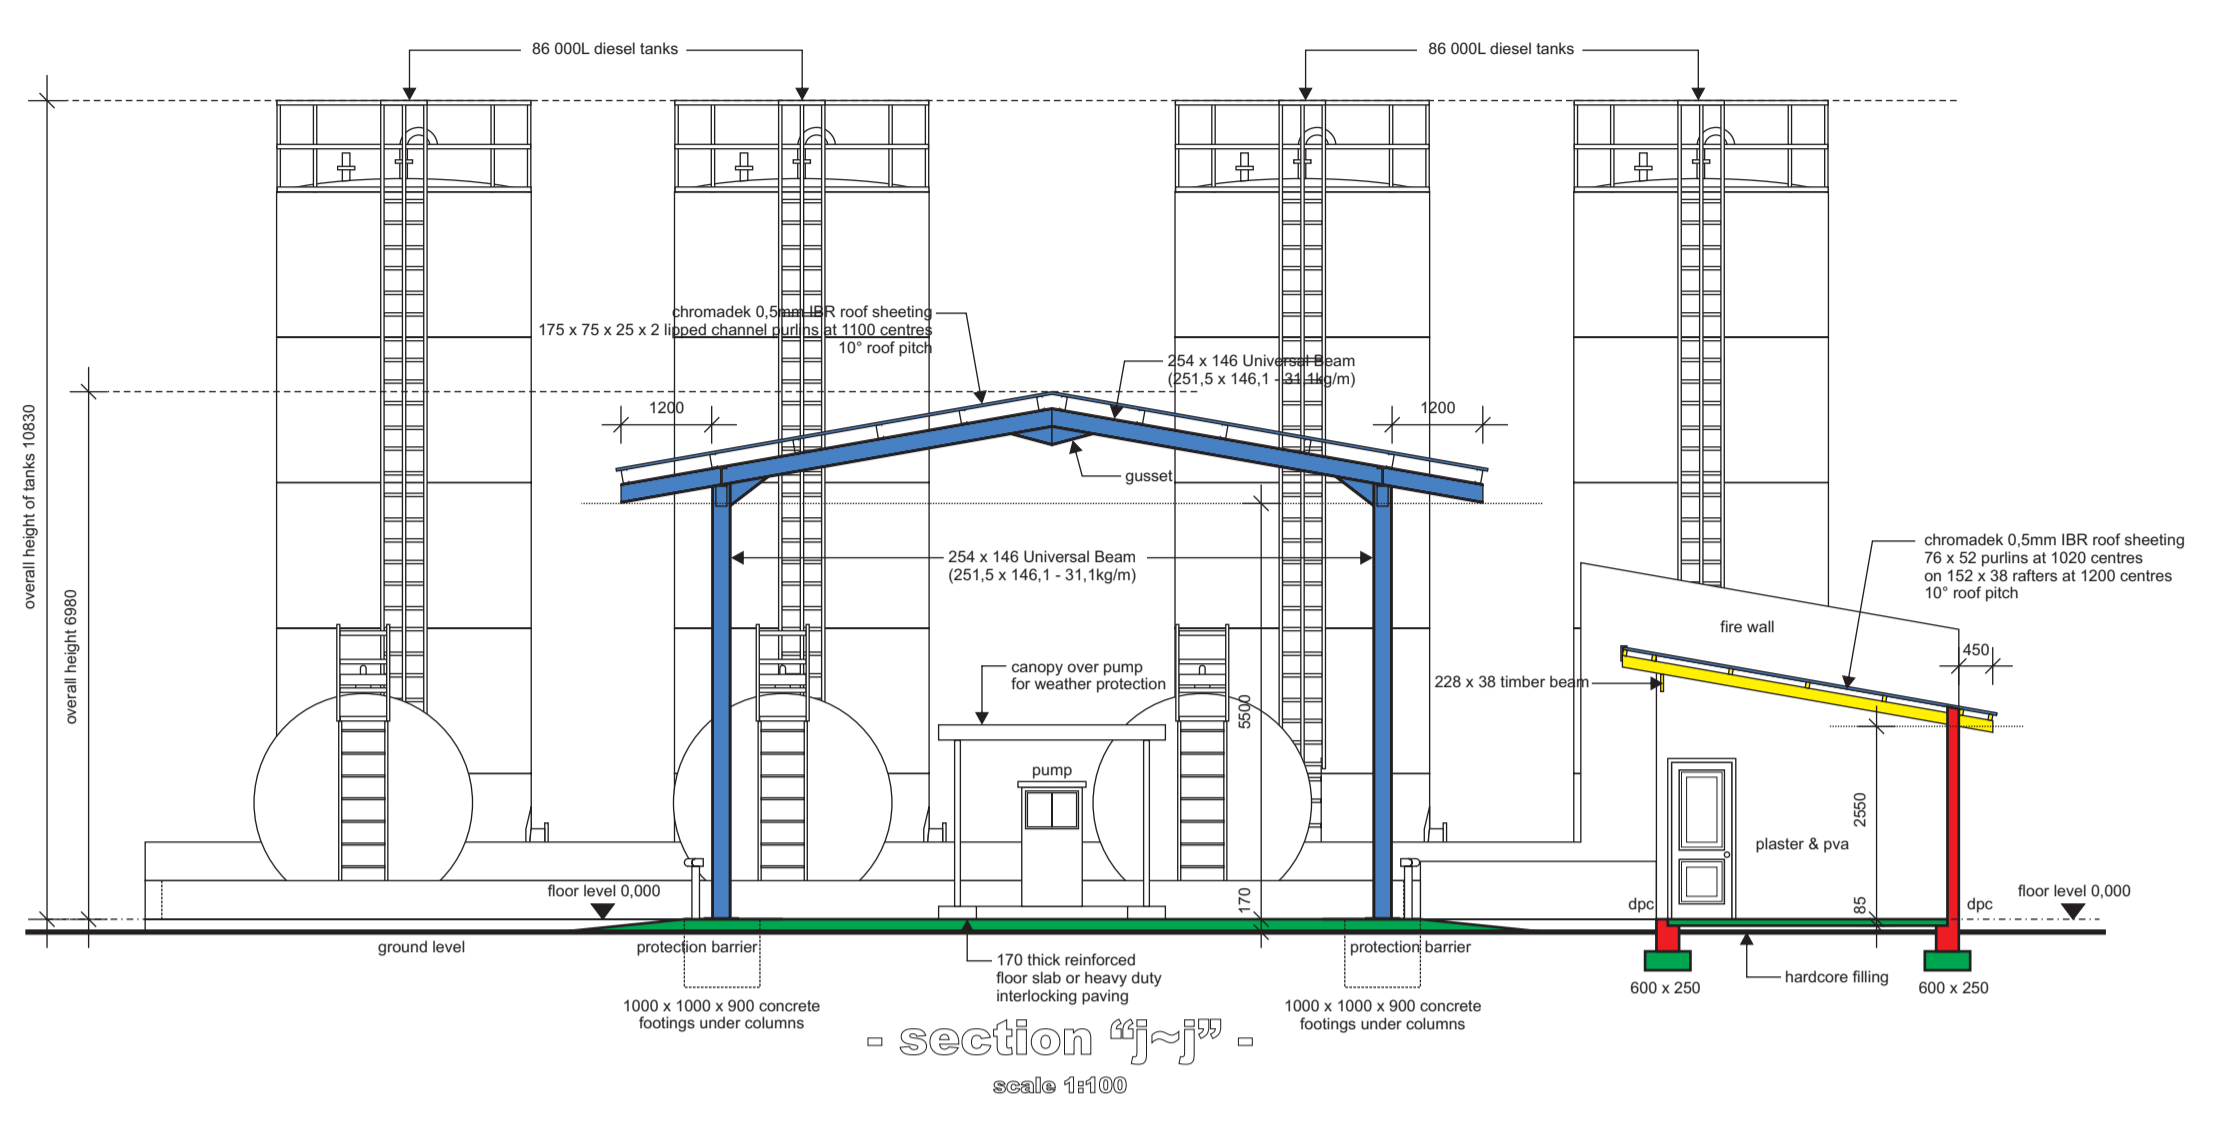 86 000L diesel tanks
86 000L diesel tanks
chromadek 0,5mm IBR roof sheeting
175 x 75 x 25 x 2 lipped channel purlins at 1100 centres
10° roof pitch
254 x 146 Universal Beam
(251,5 x 146,1 - 31,1kg/m)
1200
1200
gusset
overall height of tanks 10830
overall height 6980
254 x 146 Universal Beam
(251,5 x 146,1 - 31,1kg/m)
chromadek 0,5mm IBR roof sheeting
76 x 52 purlins at 1020 centres
on 152 x 38 rafters at 1200 centres
10° roof pitch
fire wall
450
canopy over pump
for weather protection
228 x 38 timber beam
5500
pump
2550
plaster & pva
floor level 0,000
170
dpc
85
dpc
floor level 0,000
ground level
protection barrier
protection barrier
170 thick reinforced
floor slab or heavy duty
interlocking paving
hardcore filling
600 x 250
600 x 250
1000 x 1000 x 900 concrete
footings under columns
1000 x 1000 x 900 concrete
footings under columns
- section “j~j” -
scale 1:100